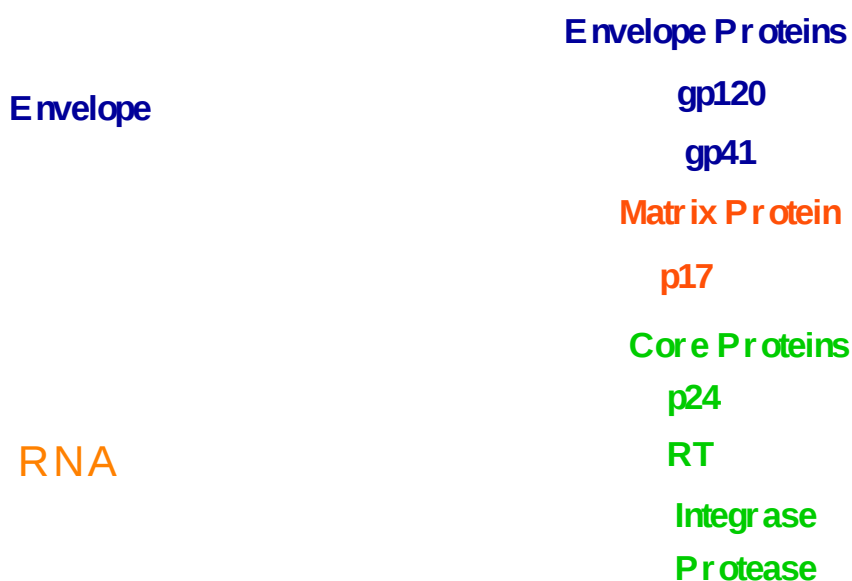 Envelope Proteins
Envelope
gp120
gp41
Matrix Protein
p17
Core Proteins
p24
RNA
RT
Integrase
Protease